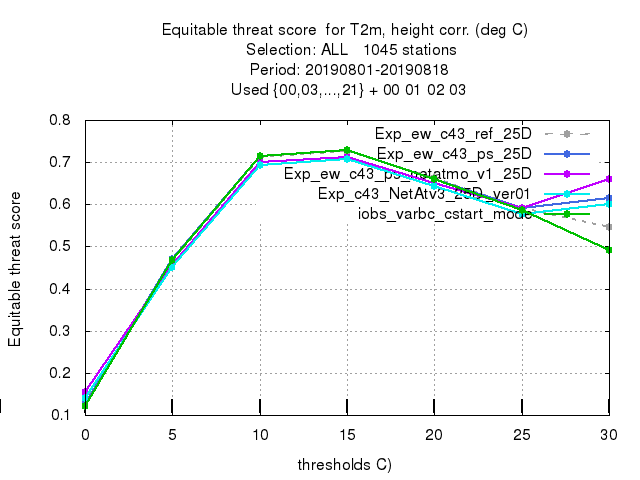 Equitable threat score  for T2m, height corr. (deg C)
Selection: ALL   1045 stations
Period: 20190801-20190818
Used {00,03,...,21} + 00 01 02 03
Equitable threat score
0.8
0.7
0.6
0.5
0.4
0.3
0.2
0.1
Exp_ew_c43_ref_25D
Exp_ew_c43_ps_25D
Exp_ew_c43_ps_netatmo_v1_25D
Exp_c43_NetAtv3_25D_ver01
iobs_varbc_cstart_mode
0 5 10 15 20 25 30
thresholds C)